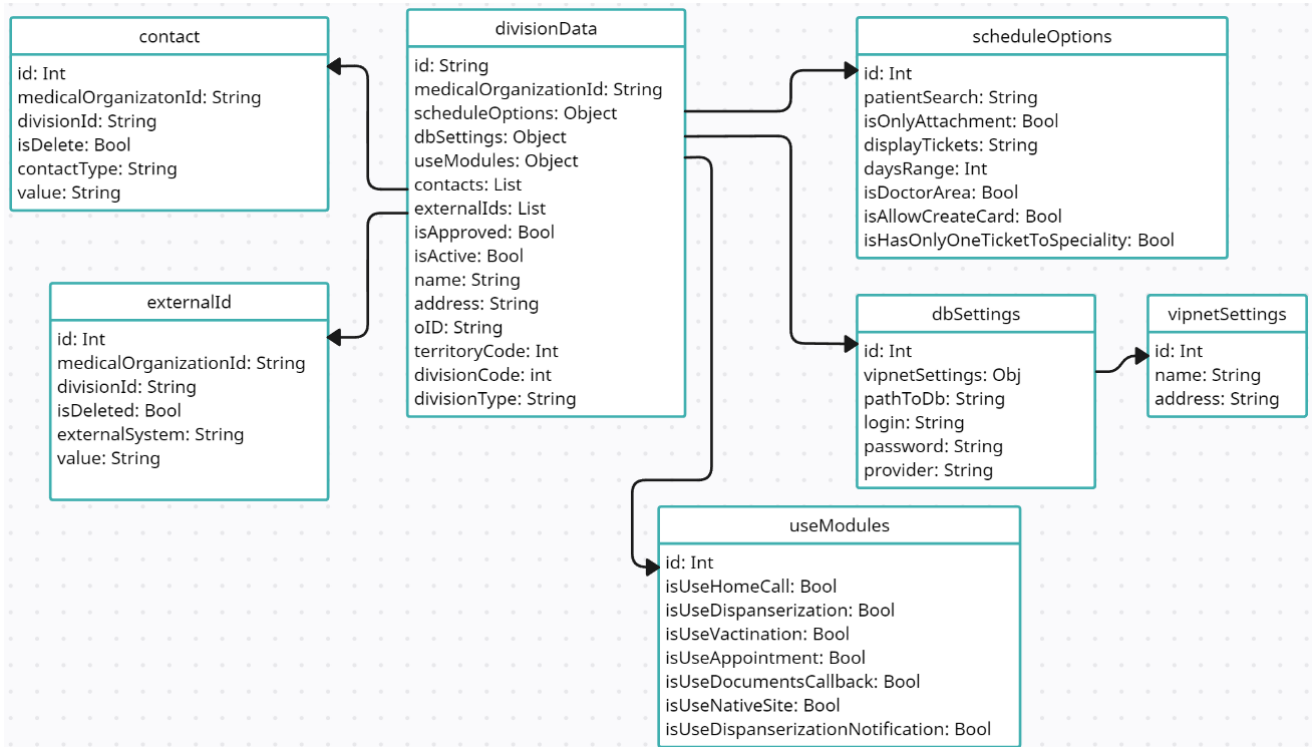 contact
id: Int
medicalOrganizatonId: String
divisionId: String
isDelete: Bool
contactType: String
value: String
externalId
id: Int
medicalOrganizationId: String
divisionId: String
isDeleted: Bool
externalSystem: String
value: String
divisionData
id: String
medicalOrganizationId: String
scheduleOptions: Object
dbSettings: Object
useModules: Object
contacts: List
externalIds: List
isApproved: Bool
isActive: Bool
name: String
address: String
oID: String
territoryCode: Int
divisionCode: int
divisionType: String
scheduleOptions
id: Int
patientSearch: String
isOnlyAttachment: Bool
displayTickets: String
daysRange: Int
isDoctorArea: Bool
isAllowCreateCard: Bool
isHasOnlyOneTicketToSpeciality: Bool
dbSettings
id: Int
vipnetSettings: Obj
pathToDb: String
login: String
password: String
provider: String
vipnetSettings
id: Int
name: String
address: String
useModules
id: Int
isUseHomeCall: Bool
isUseDispanserization: Bool
isUseVactination: Bool
isUseAppointment: Bool
isUseDocumentsCallback: Bool
isUseNativeSite: Bool
isUseDispanserizationNotification: Bool